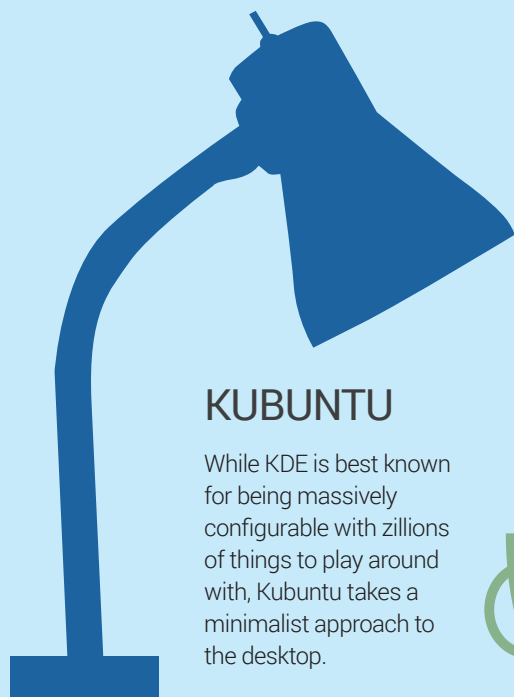 KUBUNTU
While KDE is best known
for being massively
configurable with zillions
of things to play around
with, Kubuntu takes a
minimalist approach to
the desktop.